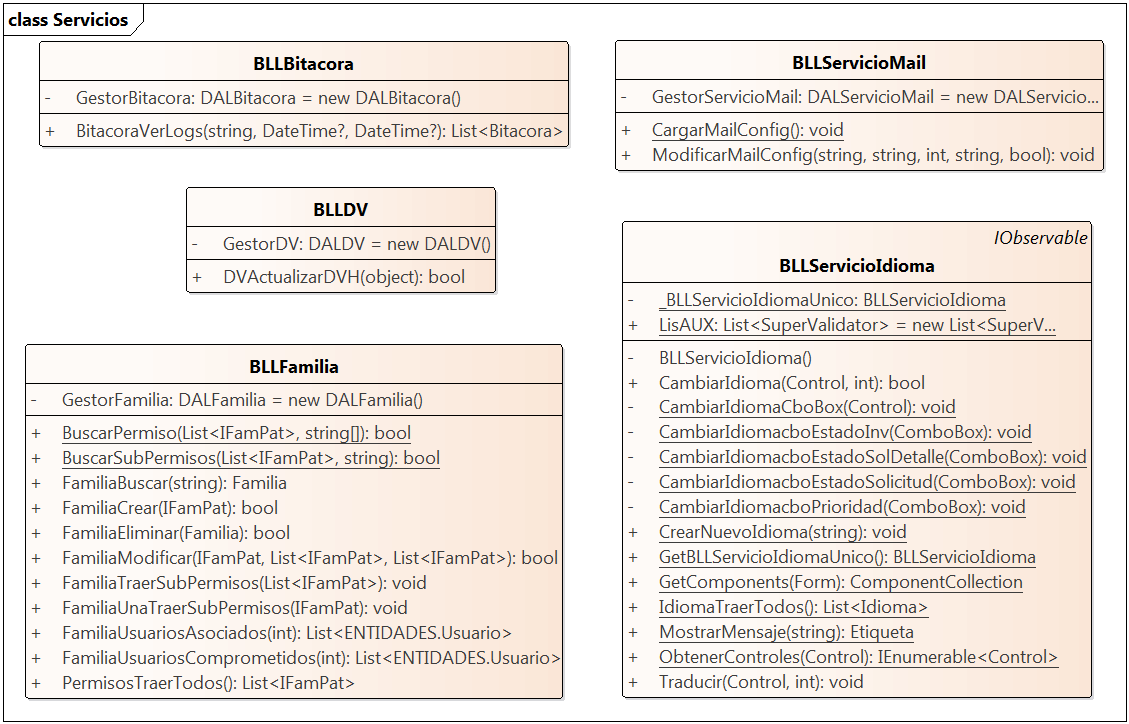 class Servicios
BLLBitacora
- GestorBitacora: DALBitacora = new DALBitacora()
+ BitacoraVerLogs(string, DateTime?, DateTime?): List<Bitacora>
BLLServicioMail
- GestorServicioMail: DALServicioMail = new DALServicio...
+ CargarMailConfig(): void
+ ModificarMailConfig(string, string, int, string, bool): void
BLLDV
- GestorDV: DALDV = new DALDV()
+ DVActualizarDVH(object): bool
BLLFamilia
- GestorFamilia: DALFamilia = new DALFamilia()
+ BuscarPermiso(List<IFamPat>, string[]): bool
+ BuscarSubPermisos(List<IFamPat>, string): bool
+ FamiliaBuscar(string): Familia
+ FamiliaCrear(IFamPat): bool
+ FamiliaEliminar(Familia): bool
+ FamiliaModificar(IFamPat, List<IFamPat>, List<IFamPat>): bool
+ FamiliaTraerSubPermisos(List<IFamPat>): void
+ FamiliaUnaTraerSubPermisos(IFamPat): void
+ FamiliaUsuariosAsociados(int): List<ENTIDADES.Usuario>
+ FamiliaUsuariosComprometidos(int): List<ENTIDADES.Usuario>
+ PermisosTraerTodos(): List<IFamPat>
IObservable
BLLServicioIdioma
- _BLLServicioIdiomaUnico: BLLServicioIdioma
+ LisAUX: List<SuperValidator> = new List<SuperV...
- BLLServicioIdioma()
+ CambiarIdioma(Control, int): bool
- CambiarIdiomaCboBox(Control): void
- CambiarIdiomacboEstadoInv(ComboBox): void
- CambiarIdiomacboEstadoSolDetalle(ComboBox): void
- CambiarIdiomacboEstadoSolicitud(ComboBox): void
- CambiarIdiomacboPrioridad(ComboBox): void
+ CrearNuevoIdioma(string): void
+ GetBLLServicioIdiomaUnico(): BLLServicioIdioma
+ GetComponents(Form): ComponentCollection
+ IdiomaTraerTodos(): List<Idioma>
+ MostrarMensaje(string): Etiqueta
+ ObtenerControles(Control): IEnumerable<Control>
+ Traducir(Control, int): void